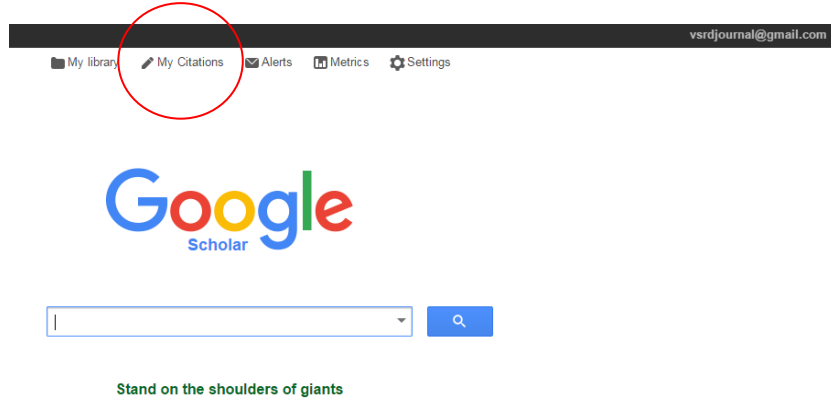 vsrdjournal@gmail.com
My library My Citations Alerts Metrics Settings
Google
Scholar
Stand on the shoulders of giants